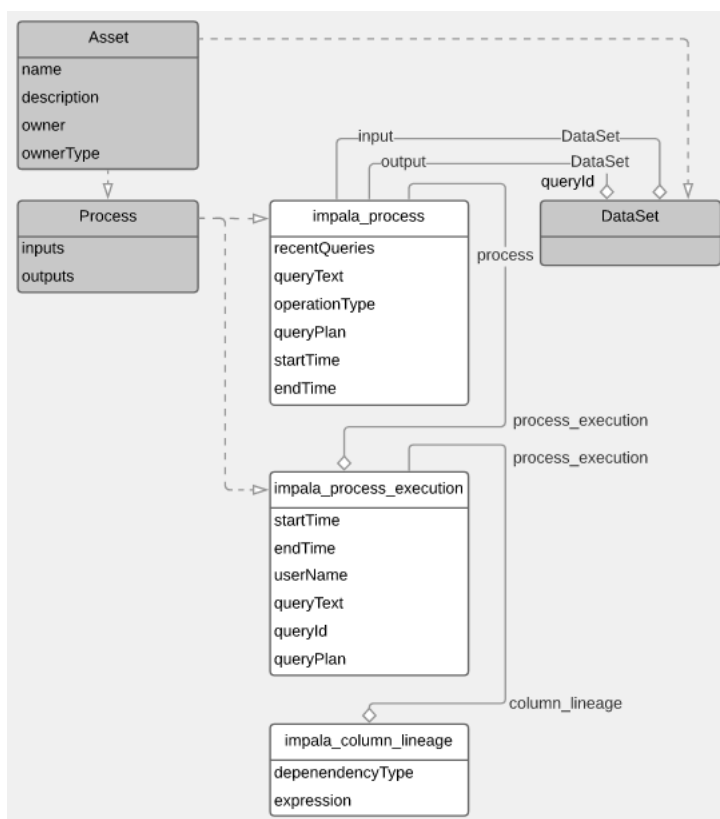 Asset
name
description
owner
ownerType
Process
inputs
outputs
input
DataSet
output
DataSet
queryId
DataSet
impala_process
recentQueries
queryText
operationType
queryPlan
startTime
endTime
process
process_execution
process_execution
impala_process_execution
startTime
endTime
userName
queryText
queryId
queryPlan
column_lineage
impala_column_lineage
depenendencyType
expression